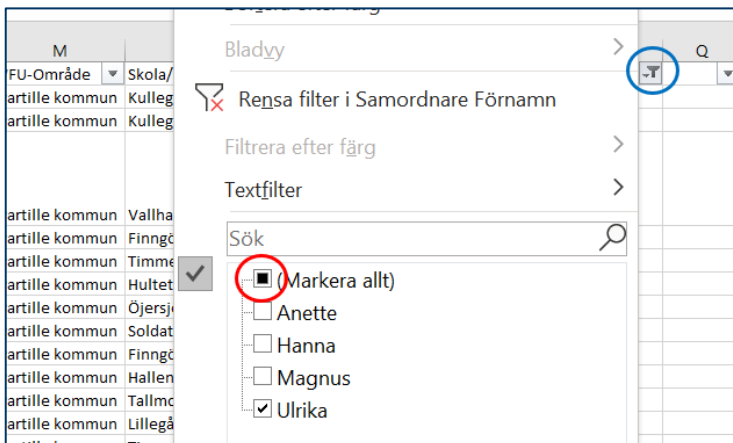 M
Q
FU-Område
Skola/
artille kommun Kulleg
artille kommun Kulleg
artille kommun Vallha
artille kommun Finngö
artille kommun Timme
artille kommun Hultet
artille kommun Öjersj
artille kommun Soldat
artille kommun Finngö
artille kommun Hallen
artille kommun Tallmo
artille kommun Lillegå
Bladvy
Rensa filter i Samordnare Förnamn
Filtrera efter färg
Textfilter
Sök
(Markera allt)
Anette
Hanna
Magnus
Ulrika